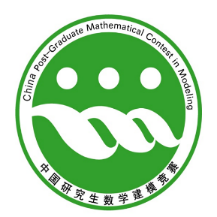 China Post-Graduate Mathematical Contest in Modeling
中国研究生数学建模竞赛